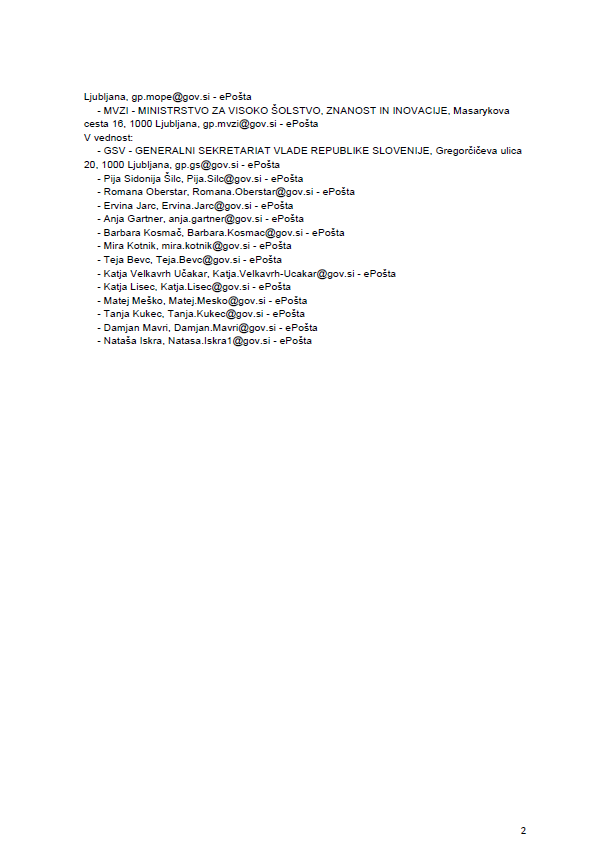 Ljubljana, gp.mope@gov.si - ePošta
- MVZI - MINISTRSTVO ZA VISOKO ŠOLSTVO, ZNANOST IN INOVACIJE, Masarykova
cesta 16, 1000 Ljubljana, gp.mvzi@gov.si - ePošta
V vednost:
- GSV - GENERALNI SEKRETARIAT VLADE REPUBLIKE SLOVENIJE, Gregorčičeva ulica
20, 1000 Ljubljana, gp.gs@gov.si - ePošta
- Pija Sidonija Šilc, Pija.Silc@gov.si - ePošta
- Romana Oberstar, Romana.Oberstar@gov.si - ePošta
- Ervina Jarc, Ervina.Jarc@gov.si - ePošta
- Anja Gartner, anja.gartner@gov.si - ePošta
- Barbara Kosmač, Barbara.Kosmac@gov.si - ePošta
- Mira Kotnik, mira.kotnik@gov.si - ePošta
- Teja Bevc, Teja.Bevc@gov.si - ePošta
- Katja Velkavrh Učakar, Katja.Velkavrh-Ucakar@gov.si - ePošta
- Katja Lisec, Katja.Lisec@gov.si - ePošta
- Matej Meško, Matej.Mesko@gov.si - ePošta
- Tanja Kukec, Tanja.Kukec@gov.si - ePošta
- Damjan Mavri, Damjan.Mavri@gov.si - ePošta
- Nataša Iskra, Natasa.Iskra1@gov.si - ePošta
2